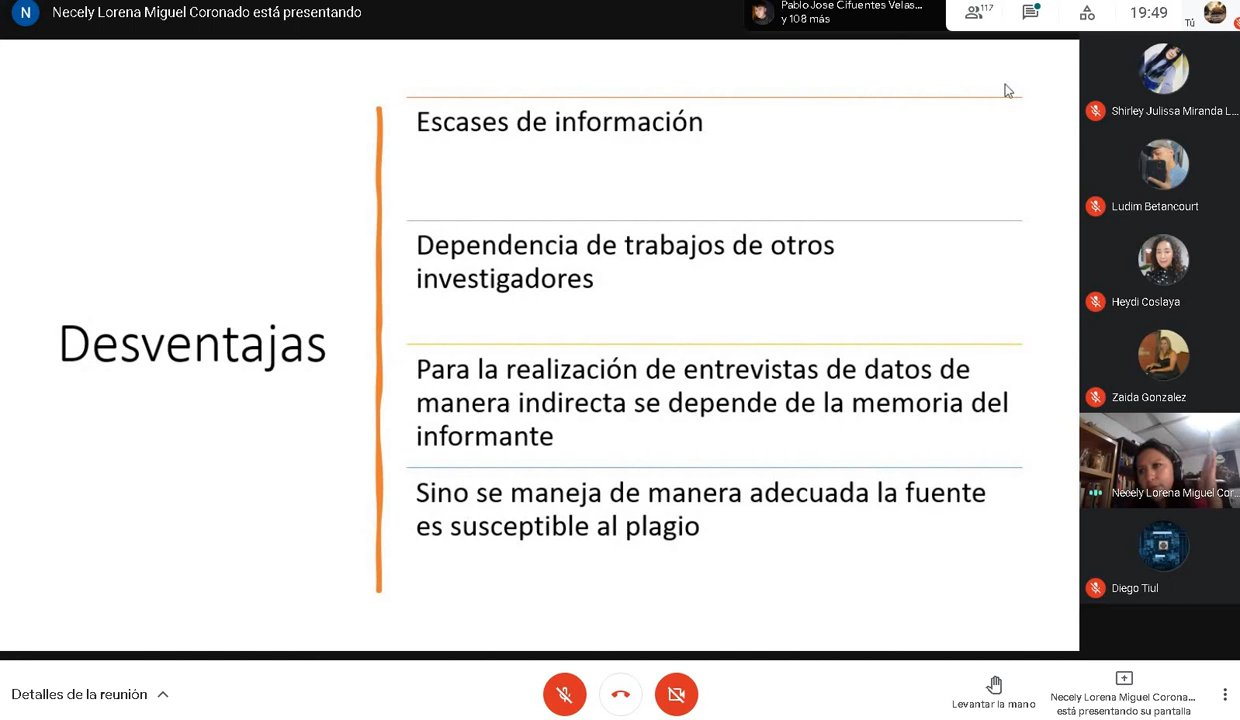 N Necely Lorena Miguel Coronado está presentando
Pablo Jose Cifuentes Velas...
y 108 más
117
19:49
Tú
Desventajas
Escases de información
Dependencia de trabajos de otros
investigadores
Para la realización de entrevistas de datos de
manera indirecta se depende de la memoria del
informante
Sino se maneja de manera adecuada la fuente
es susceptible al plagio
Shirley Julissa Miranda L...
Ludim Betancourt
Heydi Coslaya
Zaida Gonzalez
Necely Lorena Miguel Cor...
Diego Tiul
Detalles de la reunión
Levantar la mano
Necely Lorena Miguel Corona...
está presentando su pantalla